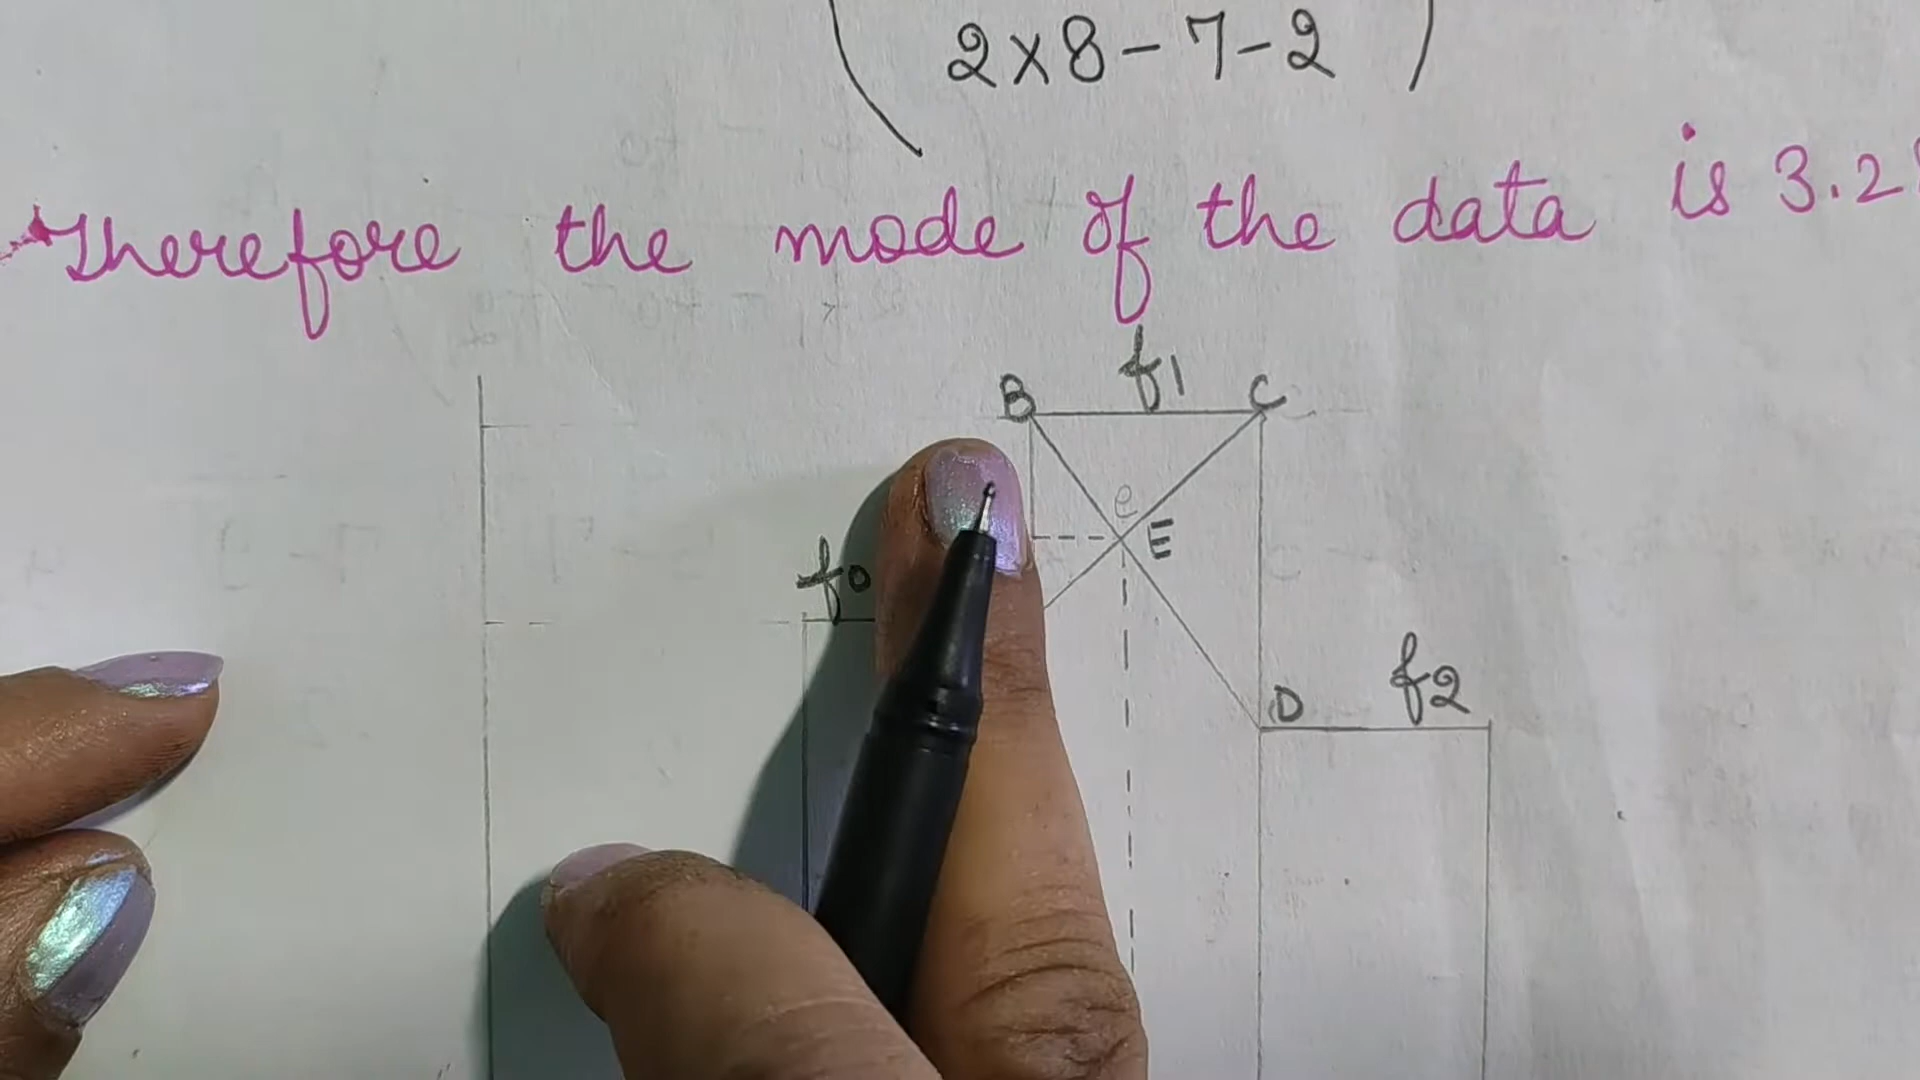 2×8-7-2
Therefore the mode of the data is 3.2
f1
B C
e
E
f0
D f2